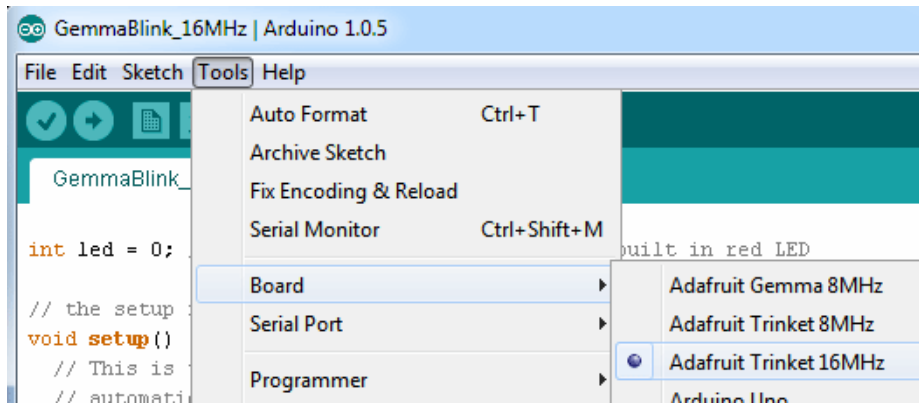 GemmaBlink_16MHz | Arduino 1.0.5
File Edit Sketch Tools Help
Auto Format Ctrl+T
Archive Sketch
GemmaBlink_
Fix Encoding & Reload
Serial Monitor Ctrl+Shift+M
int led = 0; built in red LED
Board Adafruit Gemma 8MHz
// the setup
Serial Port Adafruit Trinket 8MHz
void setup()
// This is Adafruit Trinket 16MHz
Programmer
// automati Arduino Uno